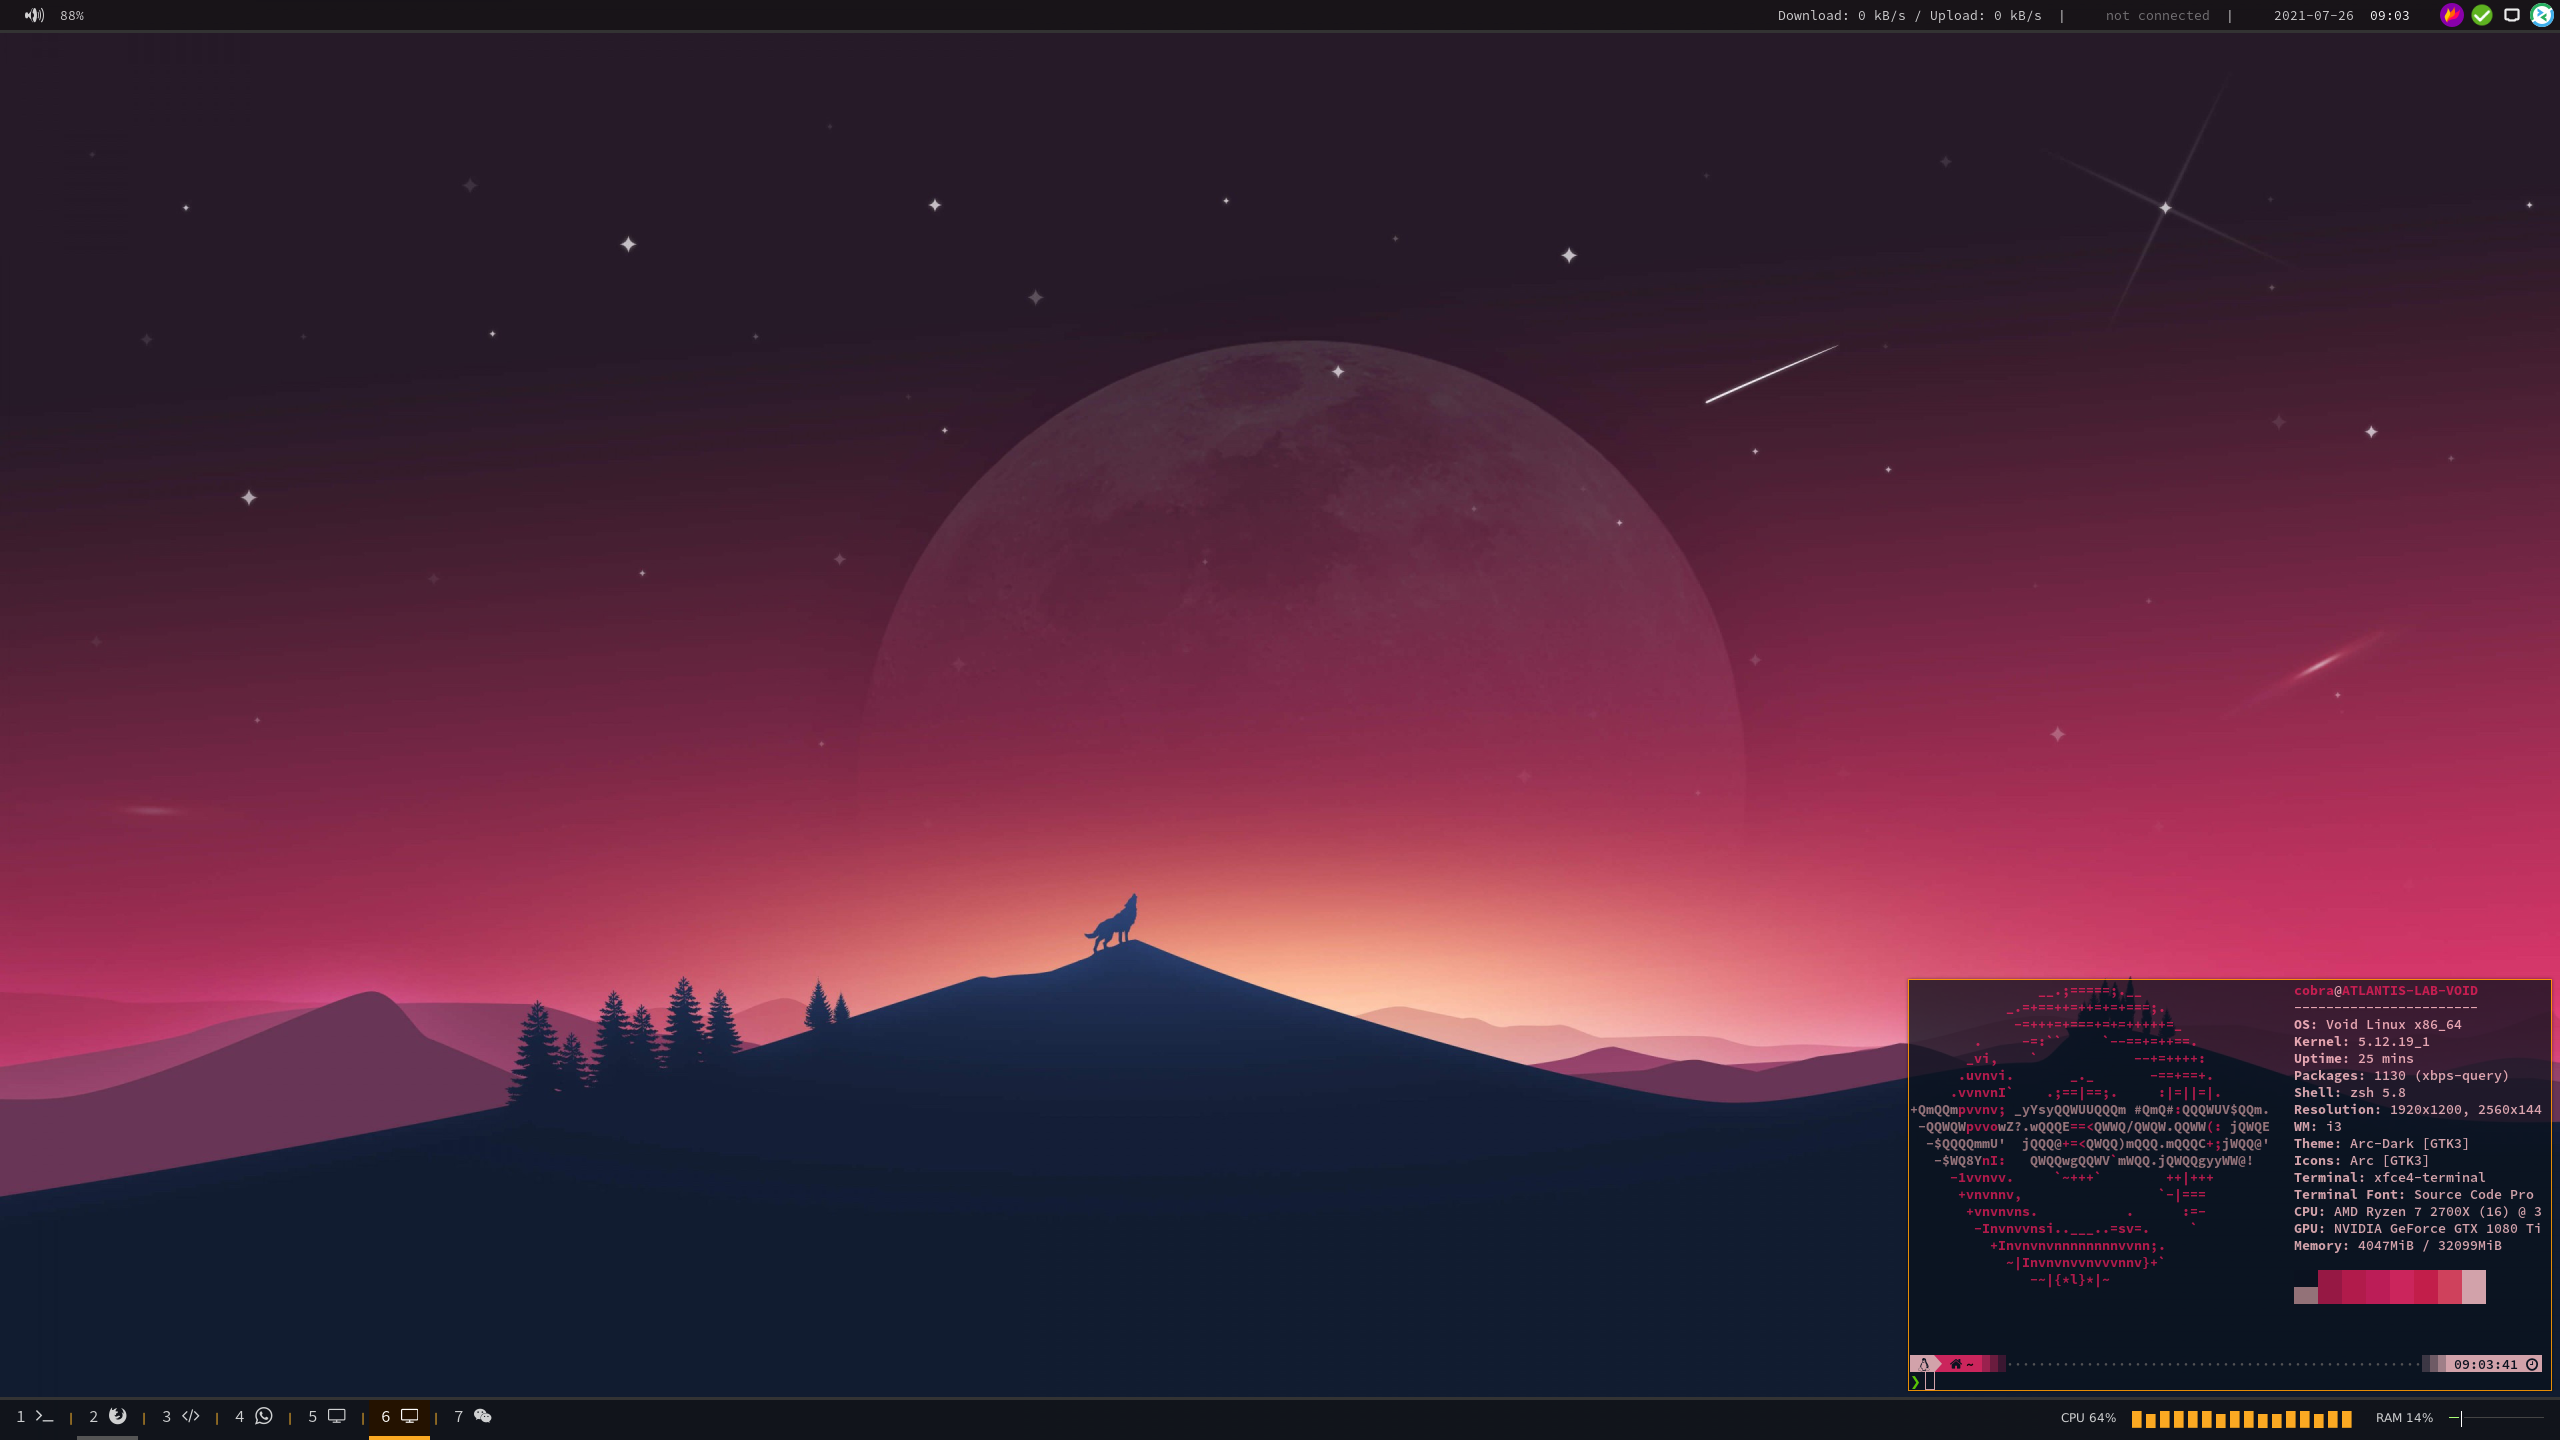 88%
Download: 0 kB/s / Upload: 0 kB/s | not connected | 2021-07-26 09:03
cobra@ATLANTIS-LAB-VOID
-----------------------
OS: Void Linux x86_64
Kernel: 5.12.19_1
Uptime: 25 mins
Packages: 1130 (xbps-query)
Shell: zsh 5.8
Resolution: 1920x1200, 2560x144
WM: i3
Theme: Arc-Dark [GTK3]
Icons: Arc [GTK3]
Terminal: xfce4-terminal
Terminal Font: Source Code Pro
CPU: AMD Ryzen 7 2700X (16) @ 3
GPU: NVIDIA GeForce GTX 1080 Ti
Memory: 4047MiB / 32099MiB
~ 09:03:41
❯
1 | 2 | 3 </> | 4 | 5 | 6 | 7
CPU 64% RAM 14%